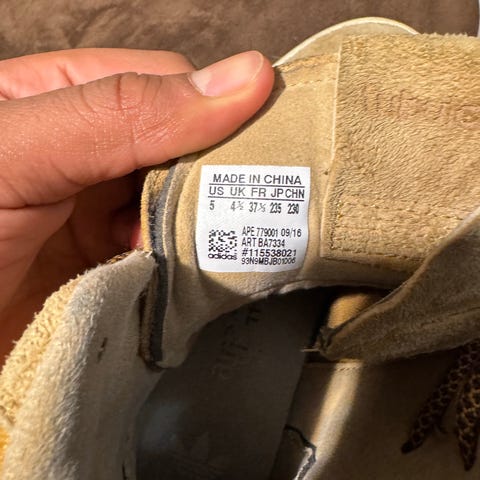 MADE IN CHINA
US UK FR JP CHN
5 4½ 37⅓ 235 230
APE 779001 09/16
ART BA7334
#115538021
93N9MBJB01006
adidas